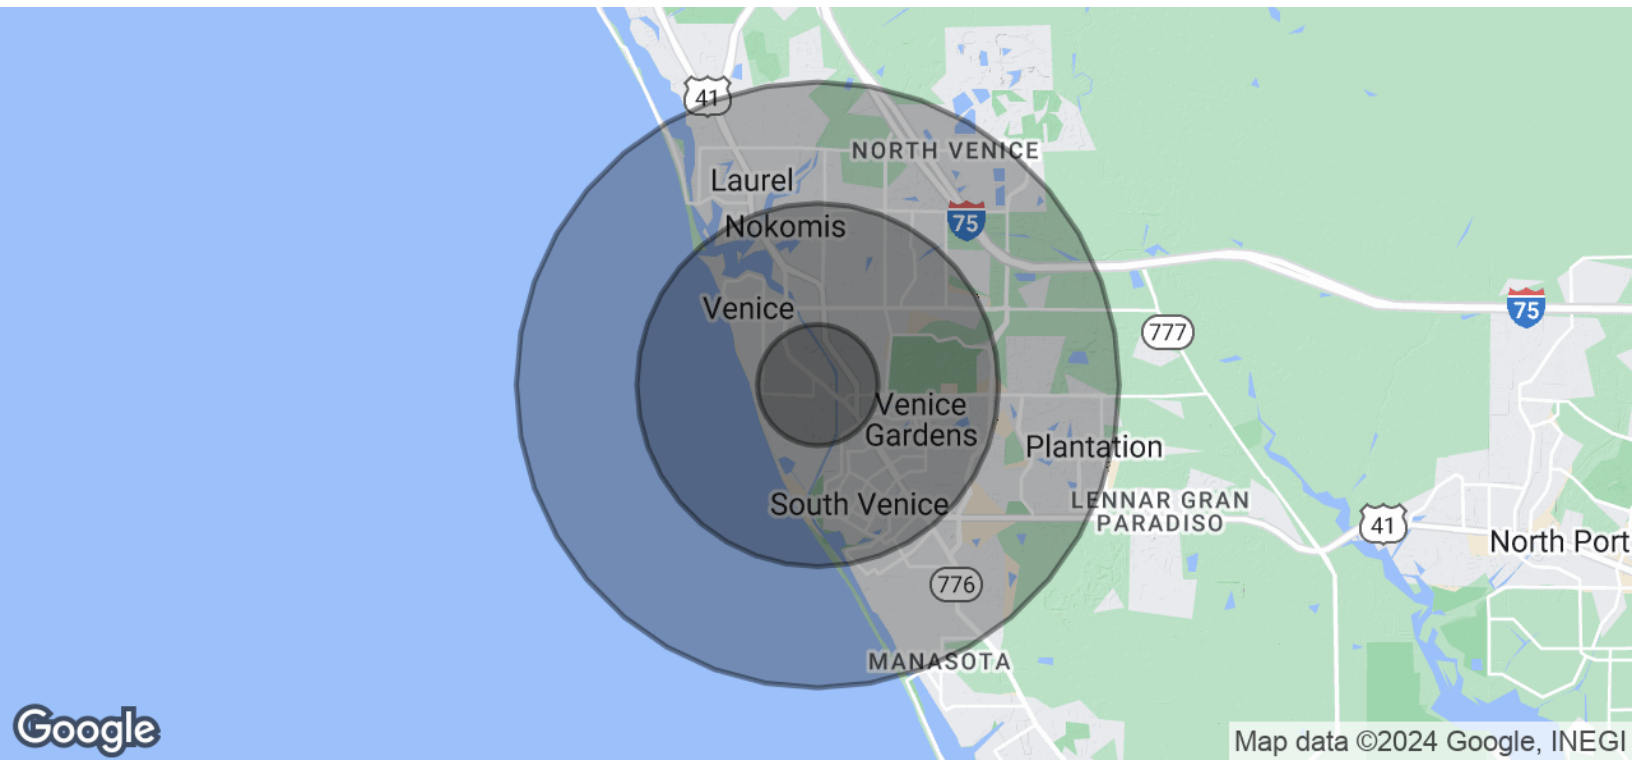 41
NORTH VENICE
Laurel
75
Nokomis
Venice
75
777
Venice
Gardens
Plantation
South Venice
LENNAR GRAN
PARADISO
41
North Port
776
MANASOTA
Google
Map data ©2024 Google, INEGI